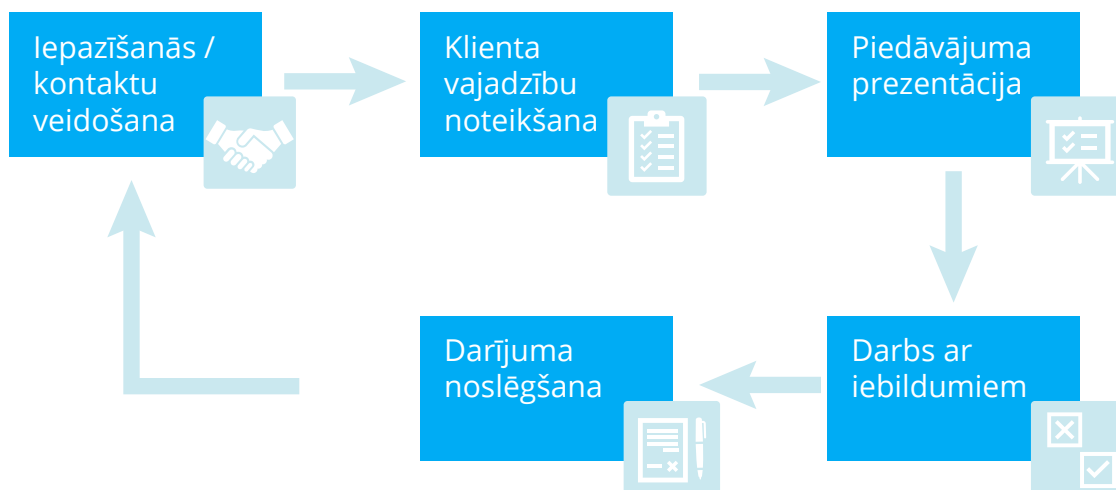 Iepazīšanās /
kontaktu
veidošana
Klienta
vajadzību
noteikšana
Piedāvājuma
prezentācija
Darbs ar
iebildumiem
Darījuma
noslēgšana